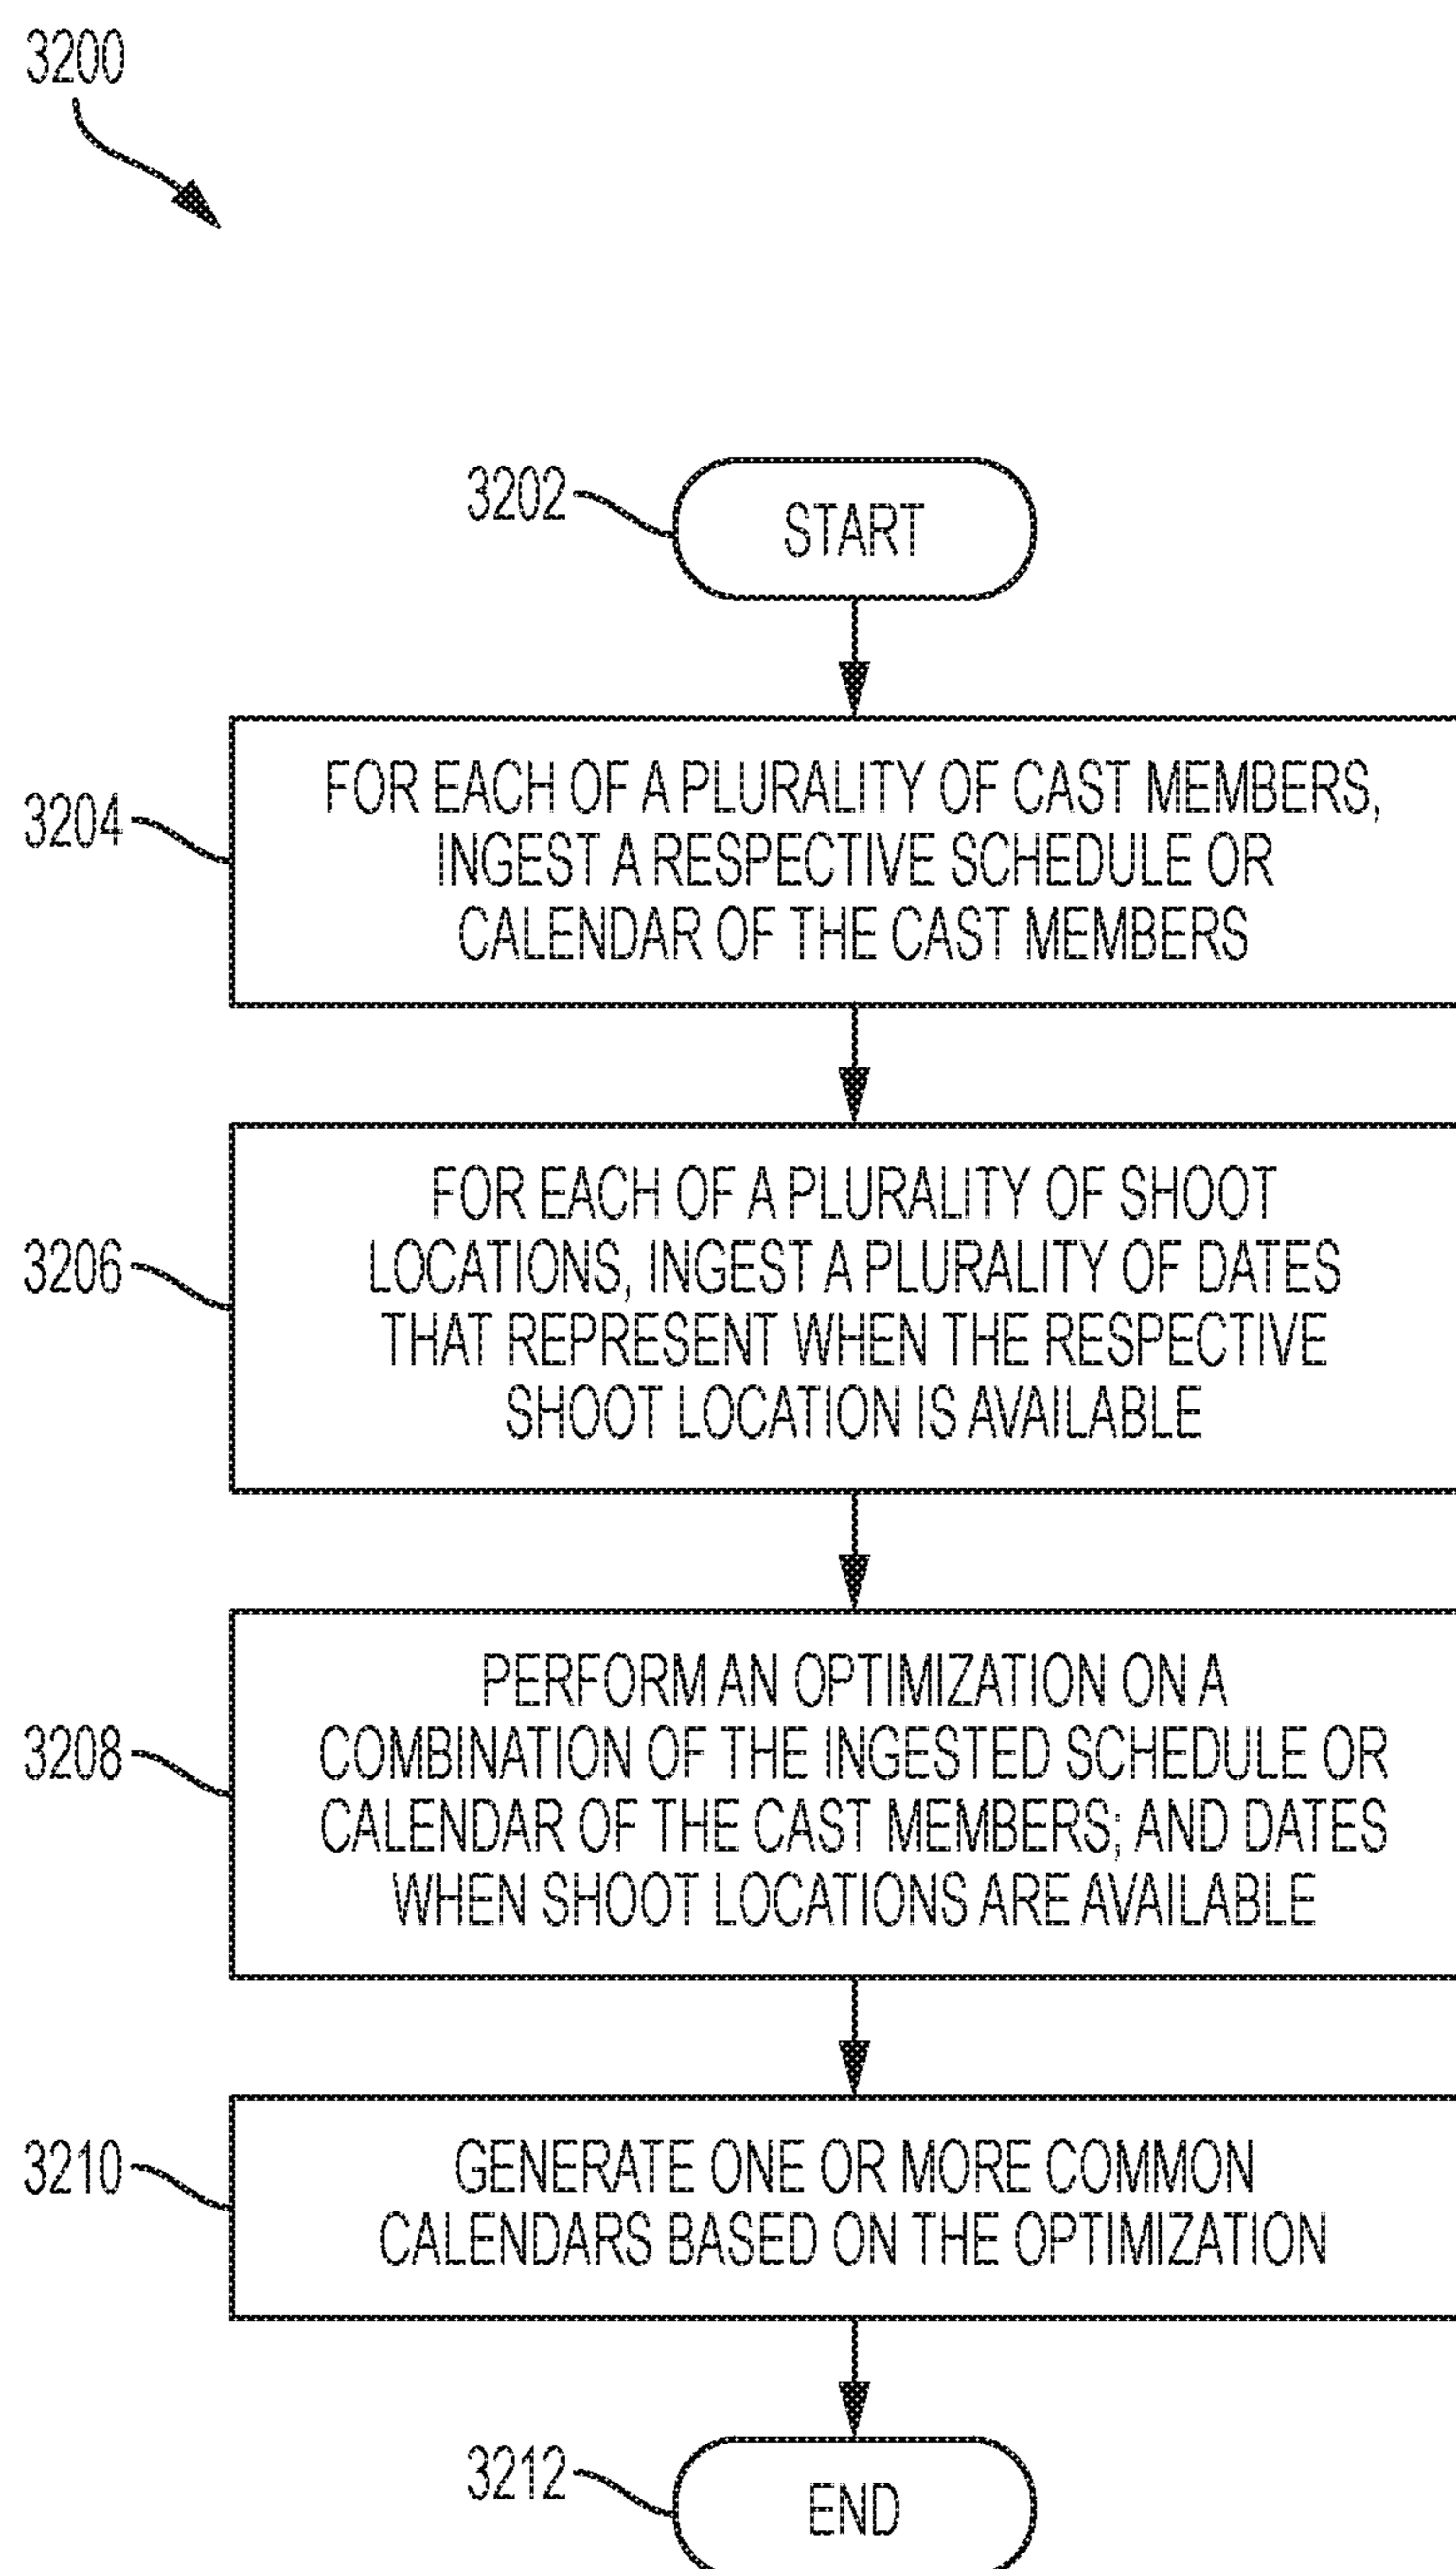 3200
3202
START
3204
FOR EACH OF A PLURALITY OF CAST MEMBERS,
INGEST A RESPECTIVE SCHEDULE OR
CALENDAR OF THE CAST MEMBERS
3206
FOR EACH OF A PLURALITY OF SHOOT
LOCATIONS, INGEST A PLURALITY OF DATES
THAT REPRESENT WHEN THE RESPECTIVE
SHOOT LOCATION IS AVAILABLE
3208
PERFORM AN OPTIMIZATION ON A
COMBINATION OF THE INGESTED SCHEDULE OR
CALENDAR OF THE CAST MEMBERS; AND DATES
WHEN SHOOT LOCATIONS ARE AVAILABLE
3210
GENERATE ONE OR MORE COMMON
CALENDARS BASED ON THE OPTIMIZATION
3212
END